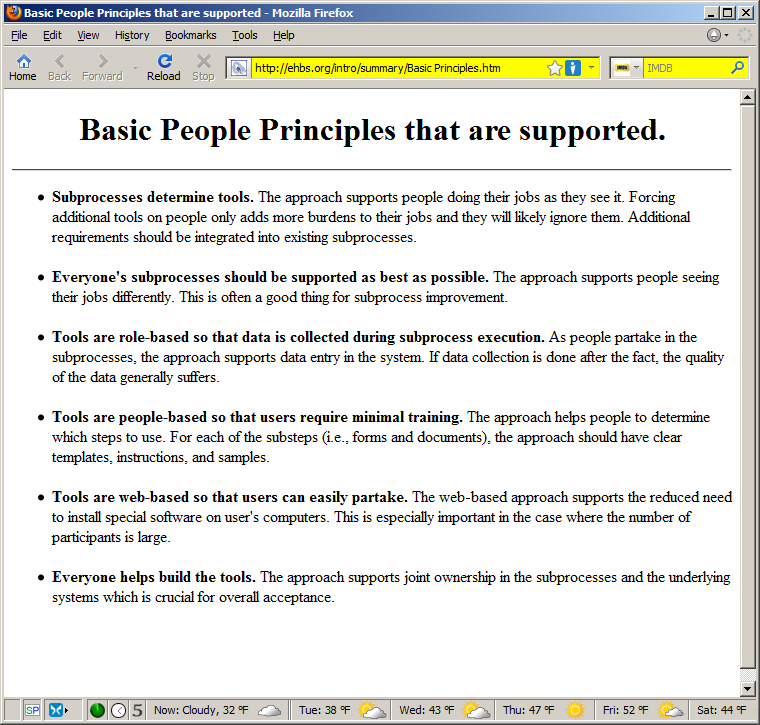 Basic People Principles that are supported - Mozilla Firefox
File Edit View History Bookmarks Tools Help
Home Back Forward Reload Stop http://ehbs.org/intro/summary/Basic Principles.htm IMDB
Basic People Principles that are supported.
Subprocesses determine tools. The approach supports people doing their jobs as they see it. Forcing
additional tools on people only adds more burdens to their jobs and they will likely ignore them. Additional
requirements should be integrated into existing subprocesses.
Everyone's subprocesses should be supported as best as possible. The approach supports people seeing
their jobs differently. This is often a good thing for subprocess improvement.
Tools are role-based so that data is collected during subprocess execution. As people partake in the
subprocesses, the approach supports data entry in the system. If data collection is done after the fact, the quality
of the data generally suffers.
Tools are people-based so that users require minimal training. The approach helps people to determine
which steps to use. For each of the substeps (i.e., forms and documents), the approach should have clear
templates, instructions, and samples.
Tools are web-based so that users can easily partake. The web-based approach supports the reduced need
to install special software on user's computers. This is especially important in the case where the number of
participants is large.
Everyone helps build the tools. The approach supports joint ownership in the subprocesses and the underlying
systems which is crucial for overall acceptance.
SP 5 Now: Cloudy, 32 °F Tue: 38 °F Wed: 43 °F Thu: 47 °F Fri: 52 °F Sat: 44 °F